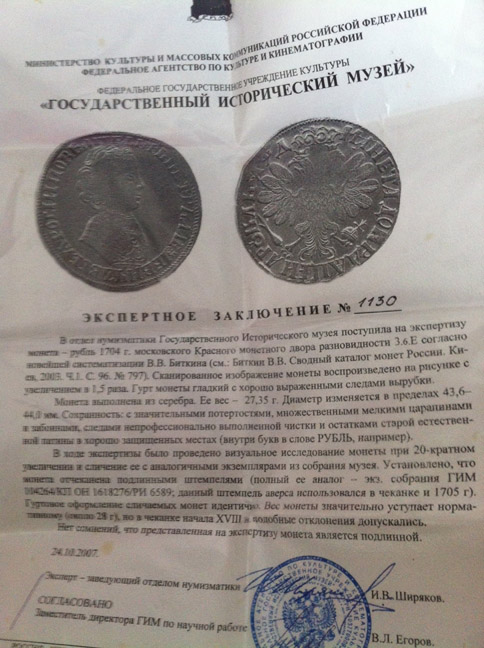 МИНИСТЕРСТВО КУЛЬТУРЫ И МАССОВЫХ КОММУНИКАЦИЙ РОССИЙСКОЙ ФЕДЕРАЦИИ
ФЕДЕРАЛЬНОЕ АГЕНТСТВО ПО КУЛЬТУРЕ И КИНЕМАТОГРАФИИ
ФЕДЕРАЛЬНОЕ ГОСУДАРСТВЕННОЕ УЧРЕЖДЕНИЕ КУЛЬТУРЫ
«ГОСУДАРСТВЕННЫЙ ИСТОРИЧЕСКИЙ МУЗЕЙ»
ЭКСПЕРТНОЕ ЗАКЛЮЧЕНИЕ № 1130
В отдел нумизматики Государственного Исторического музея поступила на экспертизу
монета – рубль 1704 г. московского Красного монетного двора разновидности 3.6.Е согласно
новейшей систематизации В.В. Биткина (см.: Биткин В.В. Сводный каталог монет России. Ки-
ев, 2003. Ч.1. С. 96. № 797). Сканированное изображение монеты воспроизведено на рисунке с
увеличением в 1,5 раза. Гурт монеты гладкий с хорошо выраженными следами вырубки.
Монета выполнена из серебра. Ее вес – 27,35 г. Диаметр изменяется в пределах 43,6–
44,0 мм. Сохранность: с значительными потертостями, множественными мелкими царапинами
и забоинами, следами непрофессионально выполненной чистки и остатками старой естествен-
ной патины в хорошо защищенных местах (внутри букв в слове РУБЛЬ, например).
В ходе экспертизы было проведено визуальное исследование монеты при 20-кратном
увеличении и сличение ее с аналогичными экземплярами из собрания музея. Установлено, что
монета отчеканена подлинными штемпелями (полный ее аналог – экз. собрания ГИМ
104264/КП ОН 1618276/РИ 6589; данный штемпель аверса использовался в чеканке и 1705 г).
Гуртовое оформление сличаемых монет идентично. Вес монеты значительно уступает норма-
тивному (около 28 г), но в чеканке начала XVIII в подобные отклонения допускались.
Нет сомнений, что представленная на экспертизу монета является подлинной.
24.10.2007.
Эксперт – заведующий отделом нумизматики И.В. Ширяков.
СОГЛАСОВАНО
Заместитель директора ГИМ по научной работе В.Л. Егоров.